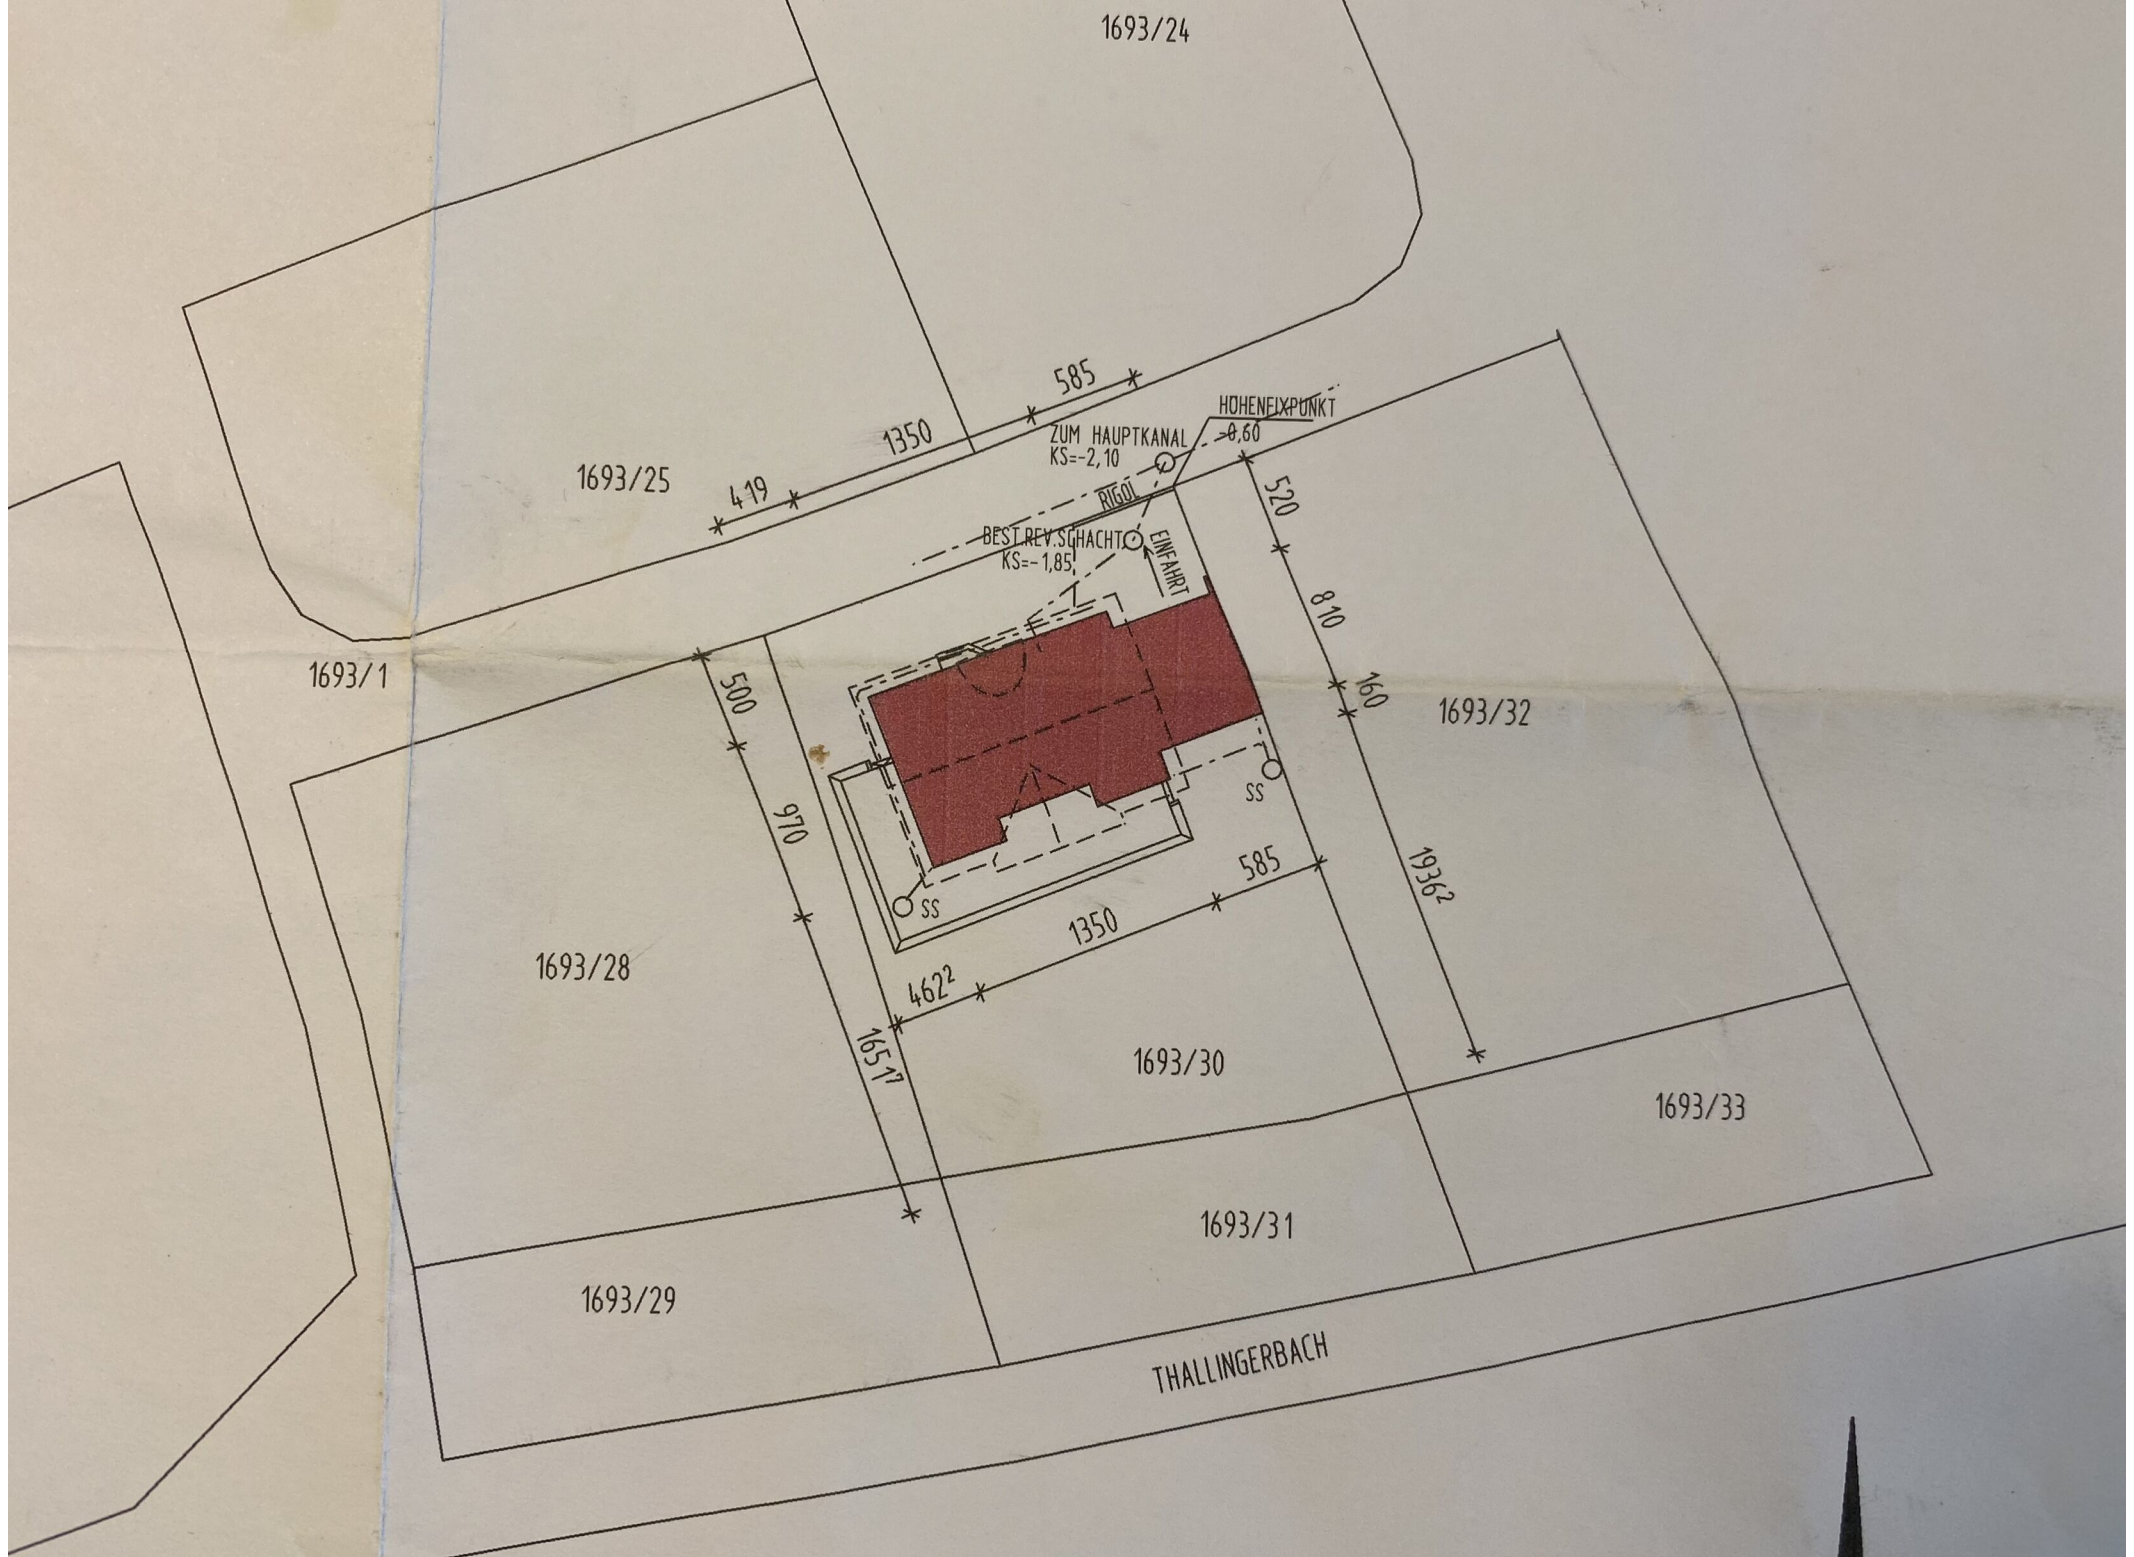 1693/24
585
HÖHENFIXPUNKT
1350
ZUM HAUPTKANAL
-0,60
KS=-2,10
1693/25
419
RIGOL
520
BEST.REV.SCHACHT
KS=-1,85
EINFAHRT
810
1693/1
500
160
1693/32
SS
970
585
1936²
SS
1350
1693/28
462²
1651⁷
1693/30
1693/33
1693/31
1693/29
THALLINGERBACH